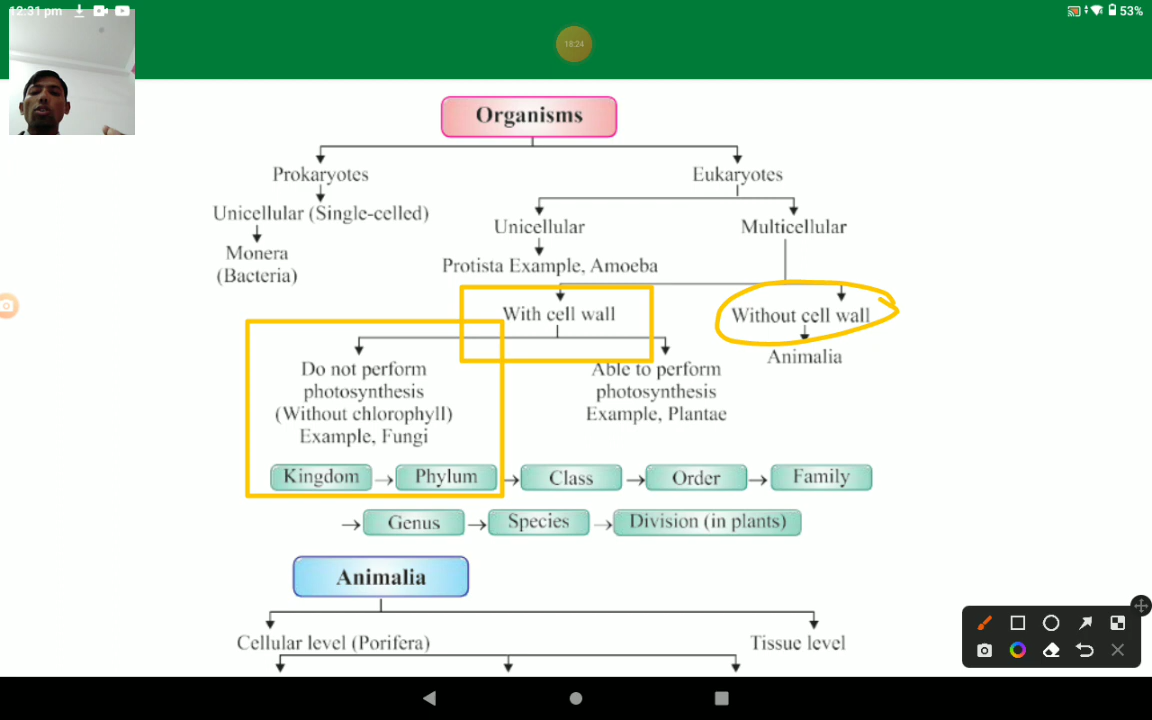 12:31 pm
53%
18:24
Organisms
Prokaryotes
Eukaryotes
Unicellular (Single-celled)
Unicellular
Multicellular
Monera
(Bacteria)
Protista Example, Amoeba
With cell wall
Without cell wall
Animalia
Do not perform
photosynthesis
(Without chlorophyll)
Example, Fungi
Able to perform
photosynthesis
Example, Plantae
Kingdom → Phylum → Class → Order → Family
→ Genus → Species → Division (in plants)
Animalia
Cellular level (Porifera)
Tissue level